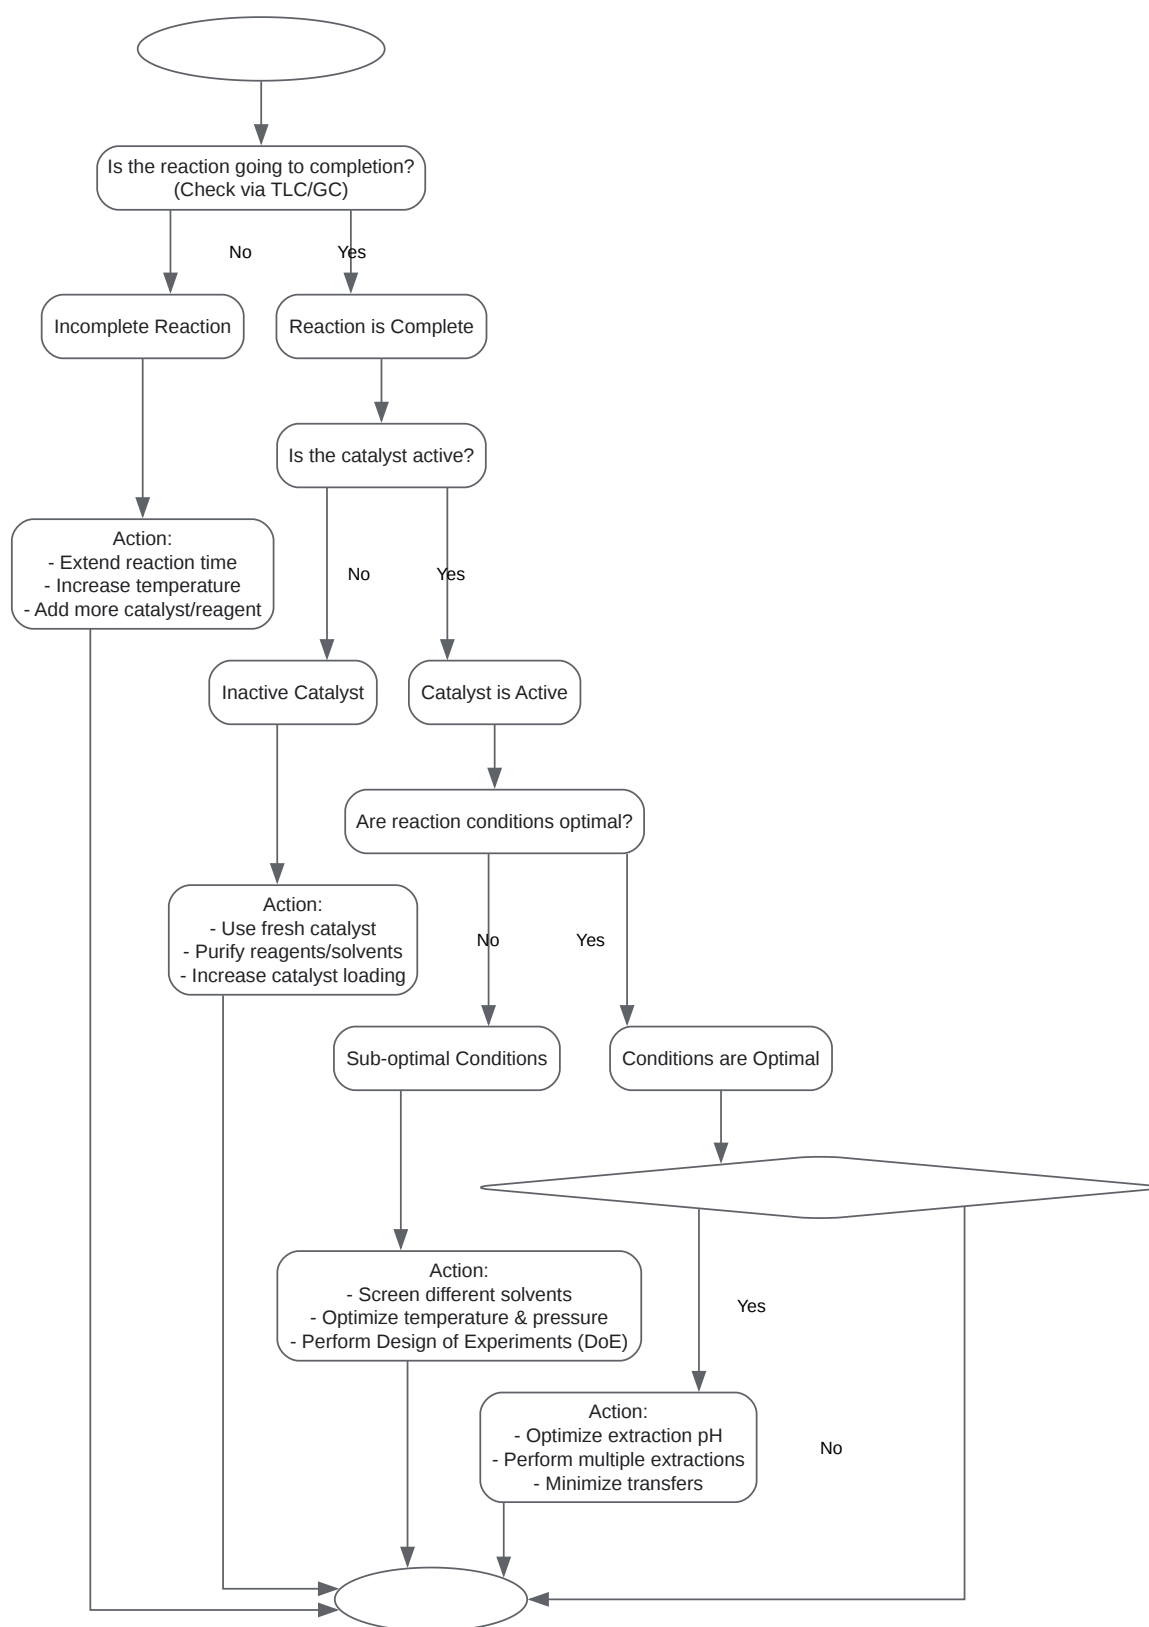 Is the reaction going to completion?
(Check via TLC/GC)
No
Yes
Incomplete Reaction
Reaction is Complete
Is the catalyst active?
Action:
- Extend reaction time
- Increase temperature
- Add more catalyst/reagent
No
Yes
Inactive Catalyst
Catalyst is Active
Are reaction conditions optimal?
Action:
- Use fresh catalyst
- Purify reagents/solvents
- Increase catalyst loading
No
Yes
Sub-optimal Conditions
Conditions are Optimal
Action:
- Screen different solvents
- Optimize temperature & pressure
- Perform Design of Experiments (DoE)
Yes
Action:
- Optimize extraction pH
- Perform multiple extractions
- Minimize transfers
No